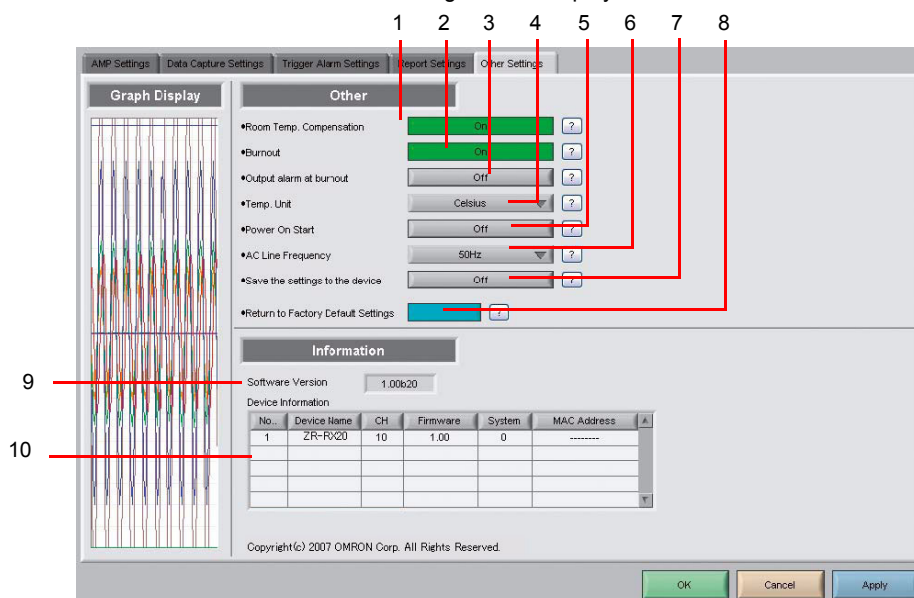 1 2 3 4 5 6 7 8
AMP Settings Data Capture Settings Trigger Alarm Settings Report Settings Other Settings
Graph Display
Other
•Room Temp. Compensation On ?
•Burnout On ?
•Output alarm at burnout Off ?
•Temp. Unit Celsius ?
•Power On Start Off ?
•AC Line Frequency 50Hz ?
•Save the settings to the device Off ?
•Return to Factory Default Settings ?
Information
9
Software Version 1.00b20
Device Information
No.. Device Name CH Firmware System MAC Address
1 ZR-RX20 10 1.00 0 --------
10
Copyright(c) 2007 OMRON Corp. All Rights Reserved.
OK Cancel Apply